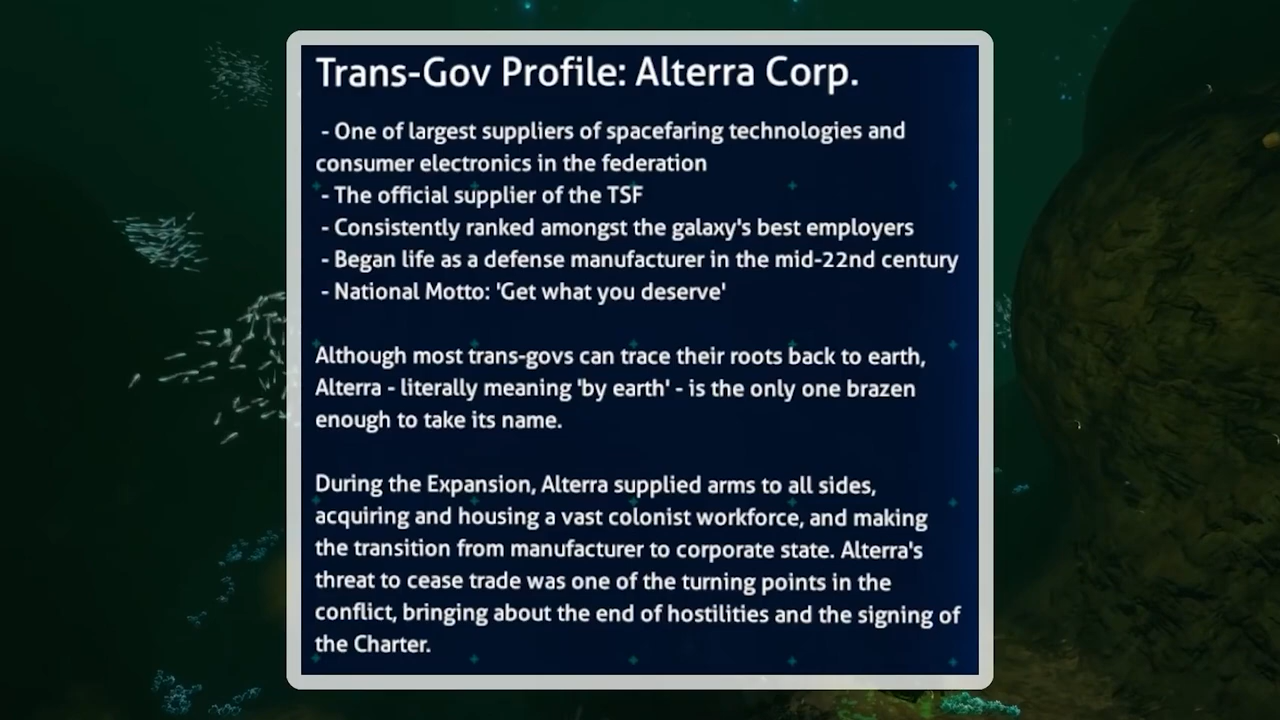 Trans-Gov Profile: Alterra Corp.
- One of largest suppliers of spacefaring technologies and
consumer electronics in the federation
- The official supplier of the TSF
- Consistently ranked amongst the galaxy's best employers
- Began life as a defense manufacturer in the mid-22nd century
- National Motto: 'Get what you deserve'
Although most trans-govs can trace their roots back to earth,
Alterra - literally meaning 'by earth' - is the only one brazen
enough to take its name.
During the Expansion, Alterra supplied arms to all sides,
acquiring and housing a vast colonist workforce, and making
the transition from manufacturer to corporate state. Alterra's
threat to cease trade was one of the turning points in the
conflict, bringing about the end of hostilities and the signing of
the Charter.